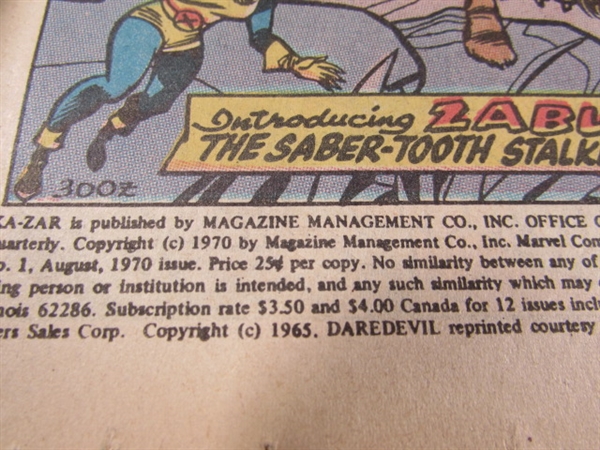 Introducing ZABU
THE SABER-TOOTH STALK
300Z
KA-ZAR is published by MAGAZINE MANAGEMENT CO., INC. OFFICE O
uarterly. Copyright (c) 1970 by Magazine Management Co., Inc. Marvel Com
o. 1, August, 1970 issue. Price 25¢ per copy. No similarity between any of
ing person or institution is intended, and any such similarity which may
nois 62286. Subscription rate $3.50 and $4.00 Canada for 12 issues includ
ers Sales Corp. Copyright (c) 1965. DAREDEVIL reprinted courtesy